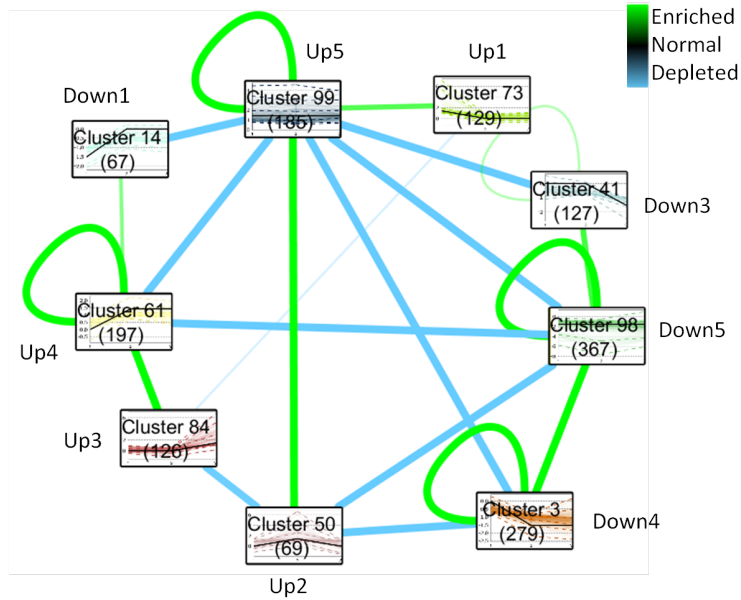 Enriched
Normal
Depleted
Up5
Up1
Down1
Cluster 99
(185)
Cluster 73
(129)
Cluster 14
(67)
Cluster 41
(127)
Down3
Cluster 61
(197)
Up4
Cluster 98
(367)
Down5
Up3
Cluster 84
(126)
Cluster 50
(69)
Up2
Cluster 3
(279)
Down4